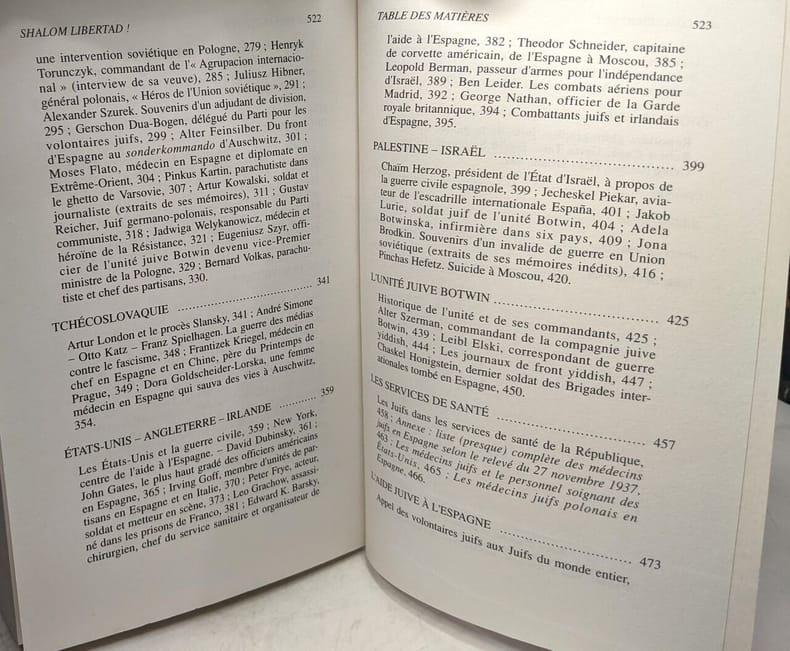 SHALOM LIBERTAD !
522
une intervention soviétique en Pologne, 279 ; Henryk
Torunczyk, commandant de l'« Agrupacion internacio-
nal » (interview de sa veuve), 285 ; Juliusz Hibner,
général polonais, « Héros de l'Union soviétique », 291 ;
Alexander Szurek. Souvenirs d'un adjudant de division,
295 ; Gerschon Dua-Bogen, délégué du Parti pour les
volontaires juifs, 299 ; Alter Feinsilber. Du front
d'Espagne au sonderkommando d'Auschwitz, 301 ;
Moses Flato, médecin en Espagne et diplomate en
Extrême-Orient, 304 ; Pinkus Kartin, parachutiste dans
le ghetto de Varsovie, 307 ; Artur Kowalski, soldat et
journaliste (extraits de ses mémoires), 311 ; Gustav
Reicher, Juif germano-polonais, responsable du Parti
communiste, 318 ; Jadwiga Welykanowicz, médecin et
héroïne de la Résistance, 321 ; Eugeniusz Szyr, offi-
cier de l'unité juive Botwin devenu vice-Premier
ministre de la Pologne, 329 ; Bernard Volkas, parachu-
tiste et chef des partisans, 330.
TCHÉCOSLOVAQUIE .......................... 341
Artur London et le procès Slansky, 341 ; André Simone
– Otto Katz – Franz Spielhagen. La guerre des médias
contre le fascisme, 348 ; Frantizek Kriegel, médecin en
chef en Espagne et en Chine, père du Printemps de
Prague, 349 ; Dora Goldscheider-Lorska, une femme
médecin en Espagne qui sauva des vies à Auschwitz,
354.
ÉTATS-UNIS – ANGLETERRE – IRLANDE ........... 359
Les États-Unis et la guerre civile, 359 ; New York,
centre de l'aide à l'Espagne. – David Dubinsky, 361 ;
John Gates, le plus haut gradé des officiers américains
en Espagne, 365 ; Irving Goff, membre d'unités de par-
tisans en Espagne et en Italie, 370 ; Peter Frye, acteur,
soldat et metteur en scène, 373 ; Leo Grachow, assassi-
né dans les prisons de Franco, 381 ; Edward K. Barsky,
chirurgien, chef du service sanitaire et organisateur de
TABLE DES MATIÈRES
523
l'aide à l'Espagne, 382 ; Theodor Schneider, capitaine
de corvette américain, de l'Espagne à Moscou, 385 ;
Leopold Berman, passeur d'armes pour l'indépendance
d'Israël, 389 ; Ben Leider. Les combats aériens pour
Madrid, 392 ; George Nathan, officier de la Garde
royale britannique, 394 ; Combattants juifs et irlandais
d'Espagne, 395.
PALESTINE – ISRAËL .............................. 399
Chaïm Herzog, président de l'État d'Israël, à propos de
la guerre civile espagnole, 399 ; Jecheskel Piekar, avia-
teur de l'escadrille internationale España, 401 ; Jakob
Lurie, soldat juif de l'unité Botwin, 404 ; Adela
Botwinska, infirmière dans six pays, 409 ; Jona
Brodkin. Souvenirs d'un invalide de guerre en Union
soviétique (extraits de ses mémoires inédits), 416 ;
Pinchas Hefetz. Suicide à Moscou, 420.
L'UNITÉ JUIVE BOTWIN .............................. 425
Historique de l'unité et de ses commandants, 425 ;
Alter Szerman, commandant de la compagnie juive
Botwin, 439 ; Leibl Elski, correspondant de guerre
yiddish, 444 ; Les journaux de front yiddish, 447 ;
Chaskel Honigstein, dernier soldat des Brigades inter-
nationales tombé en Espagne, 450.
LES SERVICES DE SANTÉ .............................. 457
Les Juifs dans les services de santé de la République,
458 ; Annexe : liste (presque) complète des médecins
juifs en Espagne selon le relevé du 27 novembre 1937,
463 ; Les médecins juifs et le personnel soignant des
États-Unis, 465 ; Les médecins juifs polonais en
Espagne, 466.
L'AIDE JUIVE À L'ESPAGNE .............................. 473
Appel des volontaires juifs aux Juifs du monde entier,